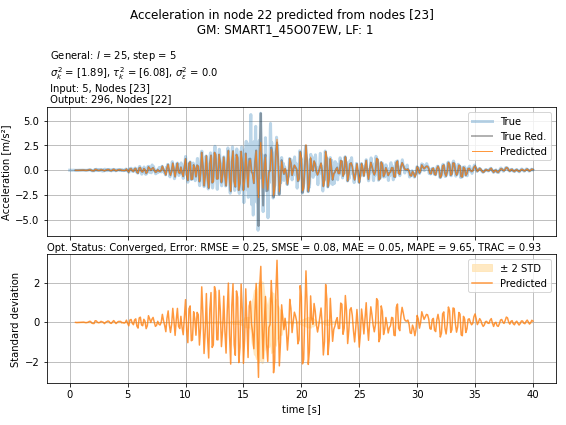 Acceleration in node 22 predicted from nodes [23]
GM: SMART1_45O07EW, LF: 1
General: l = 25, step = 5
σ²ₖ = [1.89], τ²ₖ = [6.08], σ²ε = 0.0
Input: 5, Nodes [23]
Output: 296, Nodes [22]
Acceleration [m/s²]
5.0
2.5
0.0
−2.5
−5.0
True
True Red.
Predicted
Opt. Status: Converged, Error: RMSE = 0.25, SMSE = 0.08, MAE = 0.05, MAPE = 9.65, TRAC = 0.93
Standard deviation
2
0
−2
± 2 STD
Predicted
0 5 10 15 20 25 30 35 40
time [s]